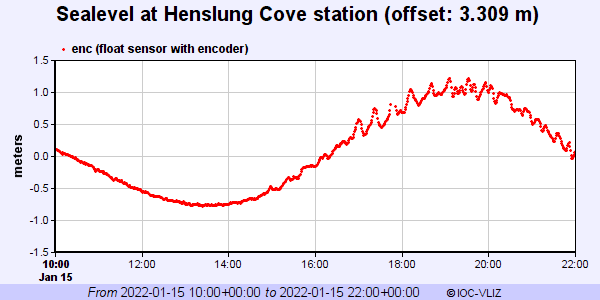 Sealevel at Henslung Cove station (offset: 3.309 m)
enc (float sensor with encoder)
1.5
1.0
0.5
0.0
-0.5
-1.0
-1.5
meters
10:00 12:00 14:00 16:00 18:00 20:00 22:00
Jan 15
From 2022-01-15 10:00+00:00 to 2022-01-15 22:00+00:00 © IOC-VLIZ